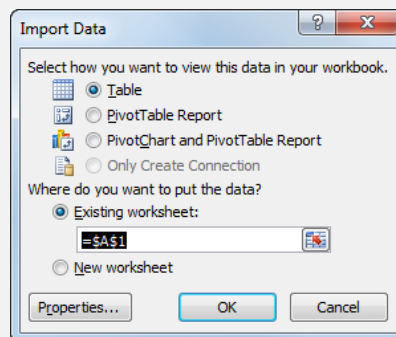 Import Data
?
X
Select how you want to view this data in your workbook.
Table
PivotTable Report
PivotChart and PivotTable Report
Only Create Connection
Where do you want to put the data?
Existing worksheet:
=$A$1
New worksheet
Properties... OK Cancel